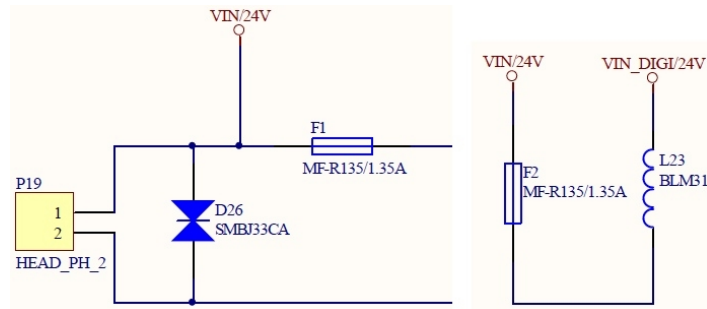 VIN/24V
F1
MF-R135/1.35A
P19
1
2
HEAD_PH_2
D26
SMBJ33CA
VIN/24V
VIN_DIGI/24V
F2
MF-R135/1.35A
L23
BLM31